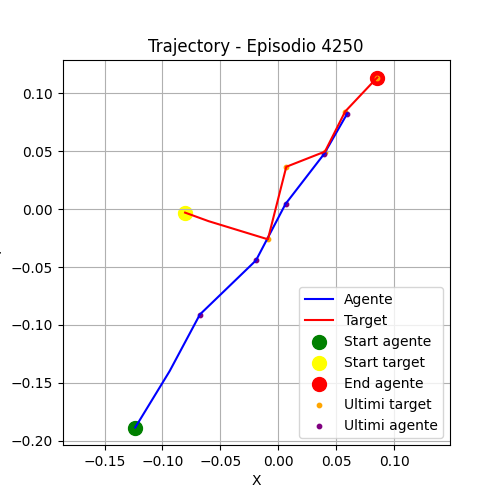 Trajectory - Episodio 4250
0.10
0.05
0.00
−0.05
−0.10
−0.15
−0.20
−0.15
−0.10
−0.05
0.00
0.05
0.10
X
Agente
Target
Start agente
Start target
End agente
Ultimi target
Ultimi agente